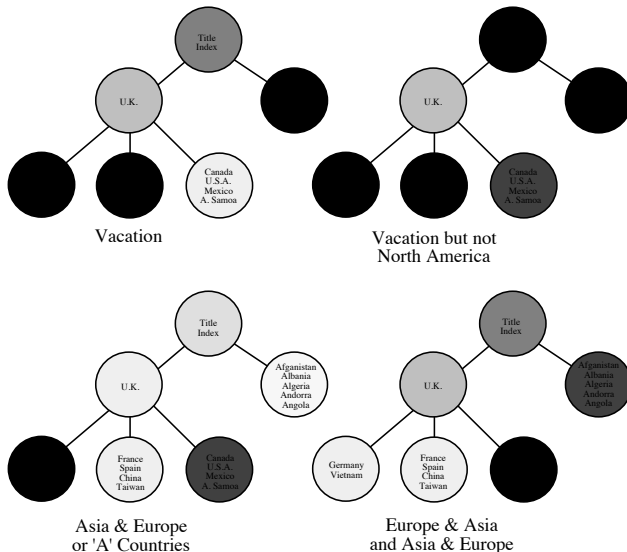 Title
Index
U.K.
Canada
U.S.A.
Mexico
A. Samoa
Vacation
U.K.
Canada
U.S.A.
Mexico
A. Samoa
Vacation but not
North America
Title
Index
U.K.
Afganistan
Albania
Algeria
Andorra
Angola
France
Spain
China
Taiwan
Canada
U.S.A.
Mexico
A. Samoa
Asia & Europe
or 'A' Countries
Title
Index
U.K.
Afganistan
Albania
Algeria
Andorra
Angola
Germany
Vietnam
France
Spain
China
Taiwan
Europe & Asia
and Asia & Europe